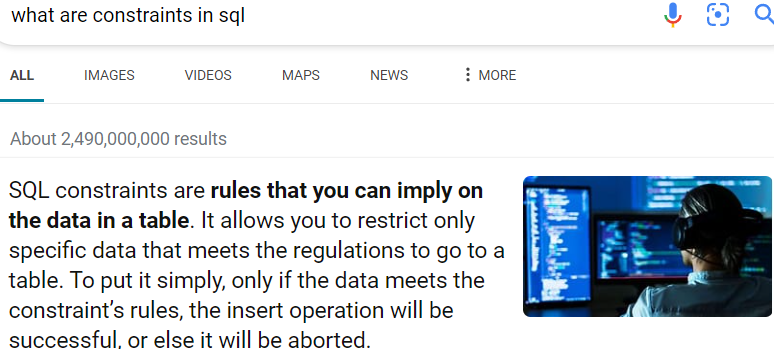 what are constraints in sql
ALL IMAGES VIDEOS MAPS NEWS MORE
About 2,490,000,000 results
SQL constraints are rules that you can imply on
the data in a table. It allows you to restrict only
specific data that meets the regulations to go to a
table. To put it simply, only if the data meets the
constraint’s rules, the insert operation will be
successful, or else it will be aborted.